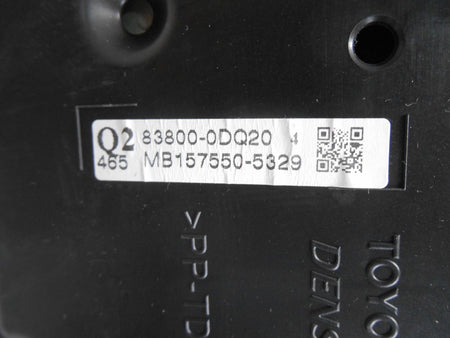 Q2 83800-0DQ20 4
465 MB157550-5329
>PP-TD
DENS
TOYO